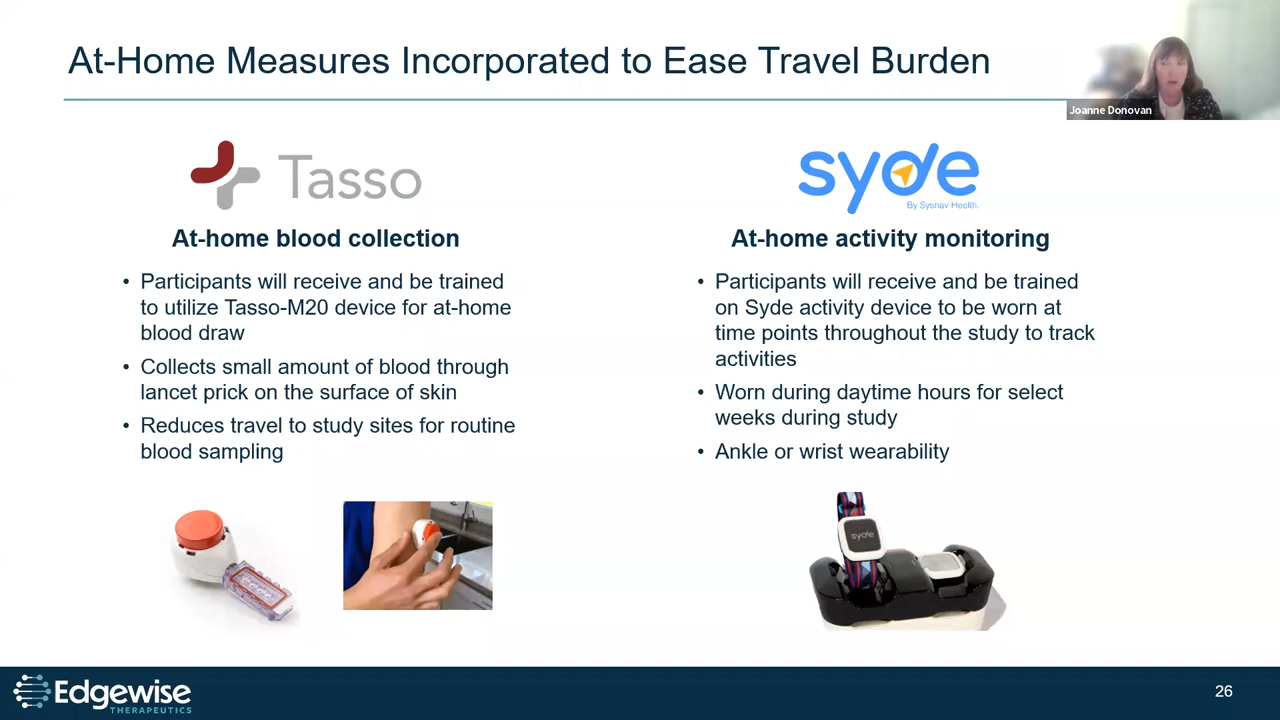 At-Home Measures Incorporated to Ease Travel Burden
Joanne Donovan
Tasso
At-home blood collection
• Participants will receive and be trained
to utilize Tasso-M20 device for at-home
blood draw
• Collects small amount of blood through
lancet prick on the surface of skin
• Reduces travel to study sites for routine
blood sampling
syde
By Sysnav Health.
At-home activity monitoring
• Participants will receive and be trained
on Syde activity device to be worn at
time points throughout the study to track
activities
• Worn during daytime hours for select
weeks during study
• Ankle or wrist wearability
syde
Edgewise
THERAPEUTICS
26